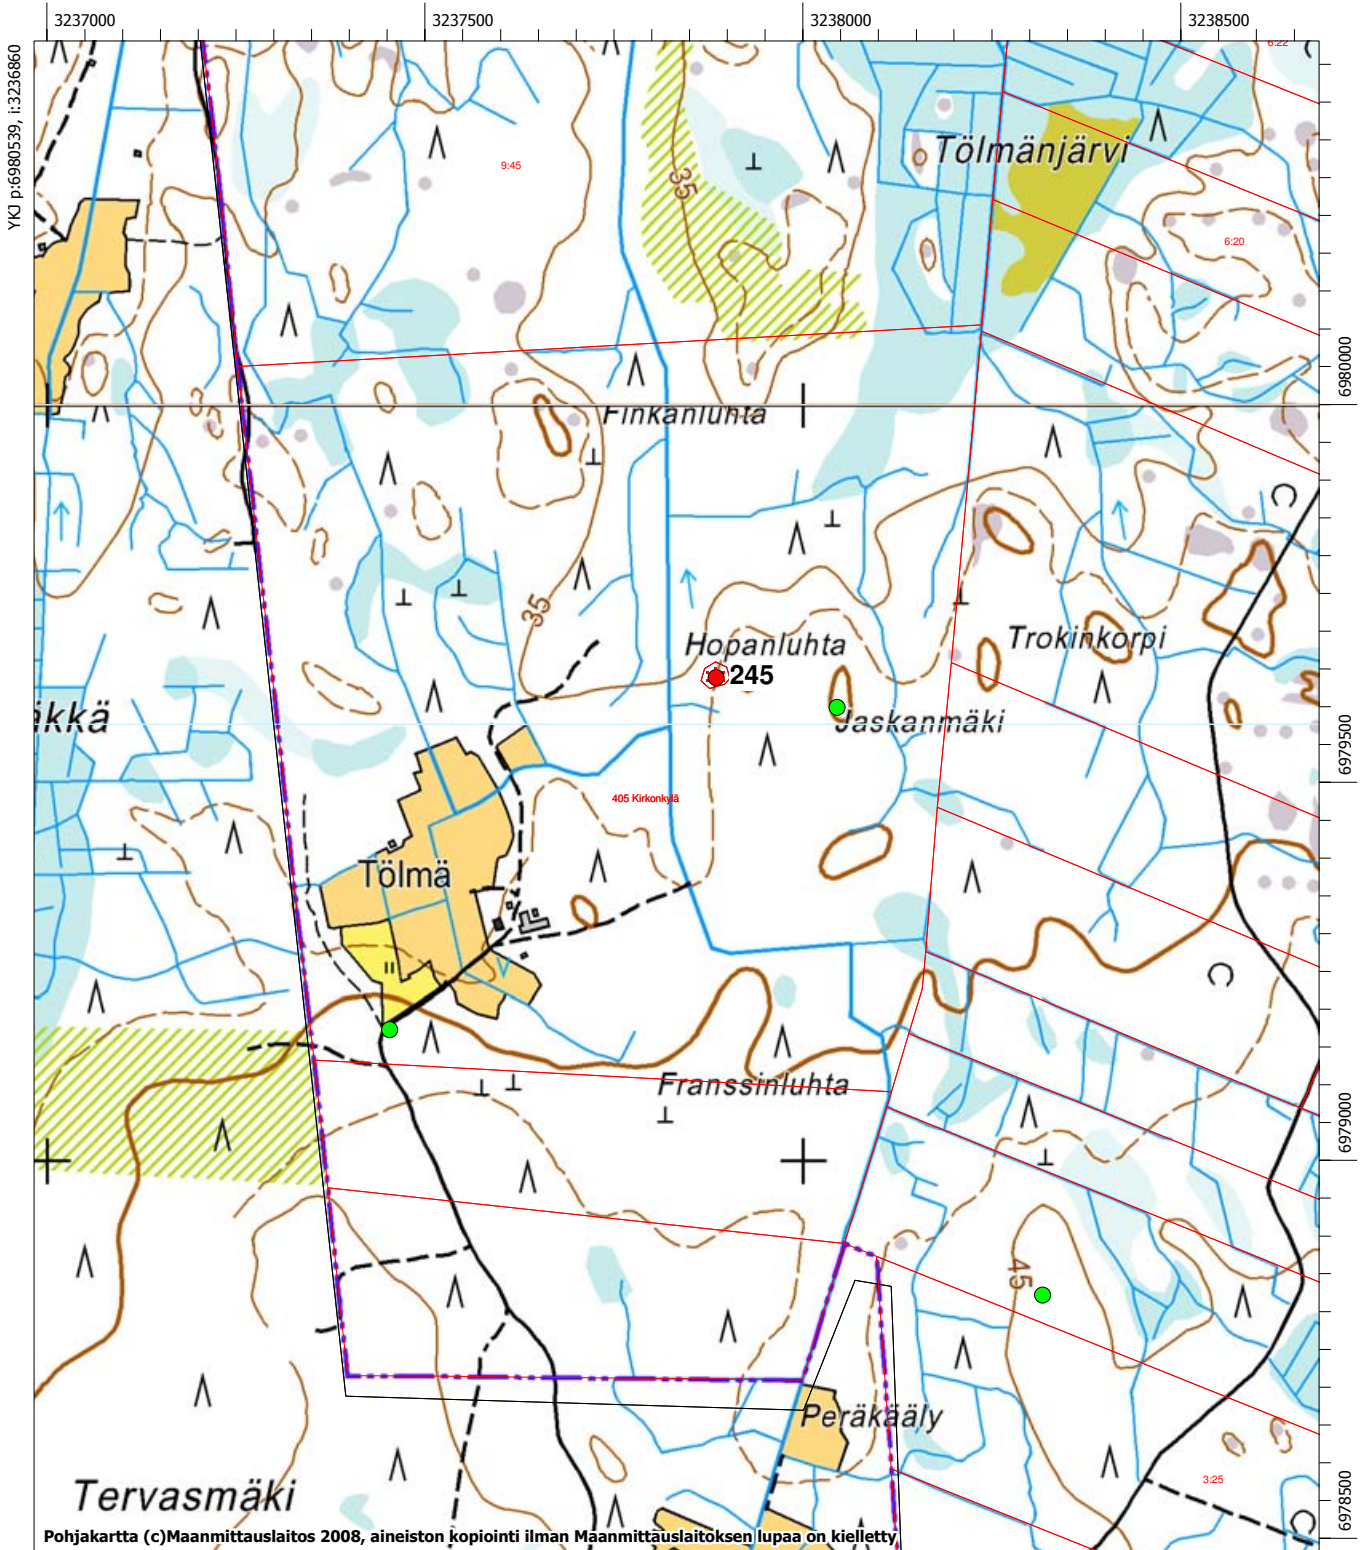 3237000
3237500
3238000
3238500
YKJ p:6980539, i:3236860
6:22
9:45
35
Tölmänjärvi
6:20
6980000
Finkanluhta
35
Hopanluhta
Trokinkorpi
245
Jaskanmäki
äkkä
6979500
405 Kirkonkylä
Tölmä
Franssinluhta
6979000
45
Peräkääly
3:25
Tervasmäki
6978500
Pohjakartta (c)Maanmittauslaitos 2008, aineiston kopiointi ilman Maanmittauslaitoksen lupaa on kielletty